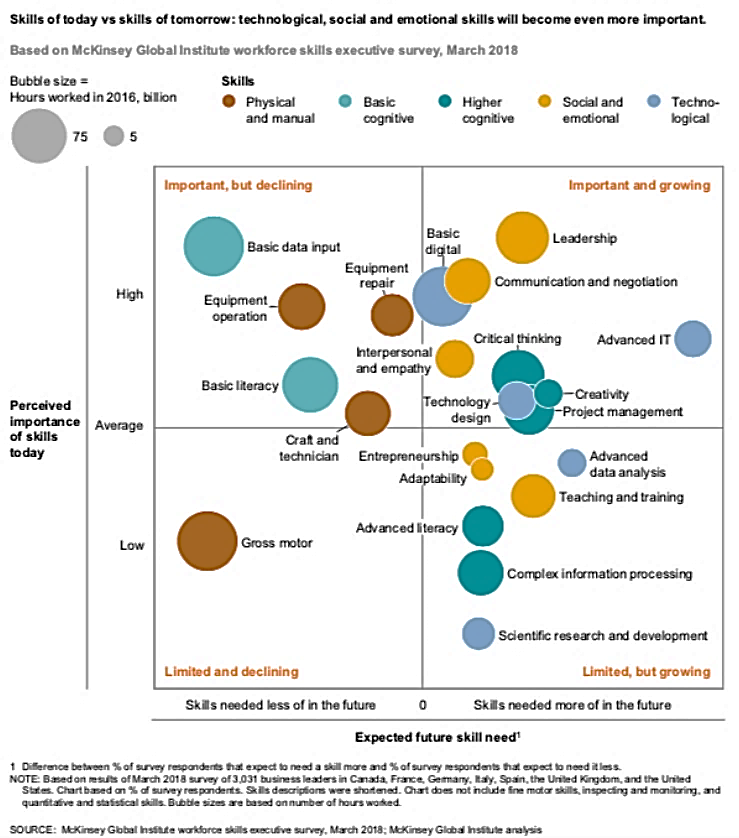 Skills of today vs skills of tomorrow: technological, social and emotional skills will become even more important.
Based on McKinsey Global Institute workforce skills executive survey, March 2018
Bubble size =
Hours worked in 2016, billion
75
5
Skills
Physical
and manual
Basic
cognitive
Higher
cognitive
Social and
emotional
Techno-
logical
Important, but declining
Important and growing
Basic data input
Basic
digital
Leadership
Equipment
repair
Communication and negotiation
High
Equipment
operation
Advanced IT
Critical thinking
Interpersonal
and empathy
Basic literacy
Creativity
Technology
design
Project management
Perceived
importance
of skills
today
Average
Craft and
technician
Entrepreneurship
Adaptability
Advanced
data analysis
Teaching and training
Advanced literacy
Low
Gross motor
Complex information processing
Scientific research and development
Limited and declining
Limited, but growing
Skills needed less of in the future
0
Skills needed more of in the future
Expected future skill need1
1 Difference between % of survey respondents that expect to need a skill more and % of survey respondents that expect to need it less.
NOTE: Based on results of March 2018 survey of 3,031 business leaders in Canada, France, Germany, Italy, Spain, the United Kingdom, and the United
States. Chart based on % of survey respondents. Skills descriptions were shortened. Chart does not include fine motor skills, inspecting and monitoring, and
quantitative and statistical skills. Bubble sizes are based on number of hours worked.
SOURCE: McKinsey Global Institute workforce skills executive survey, March 2018; McKinsey Global Institute analysis